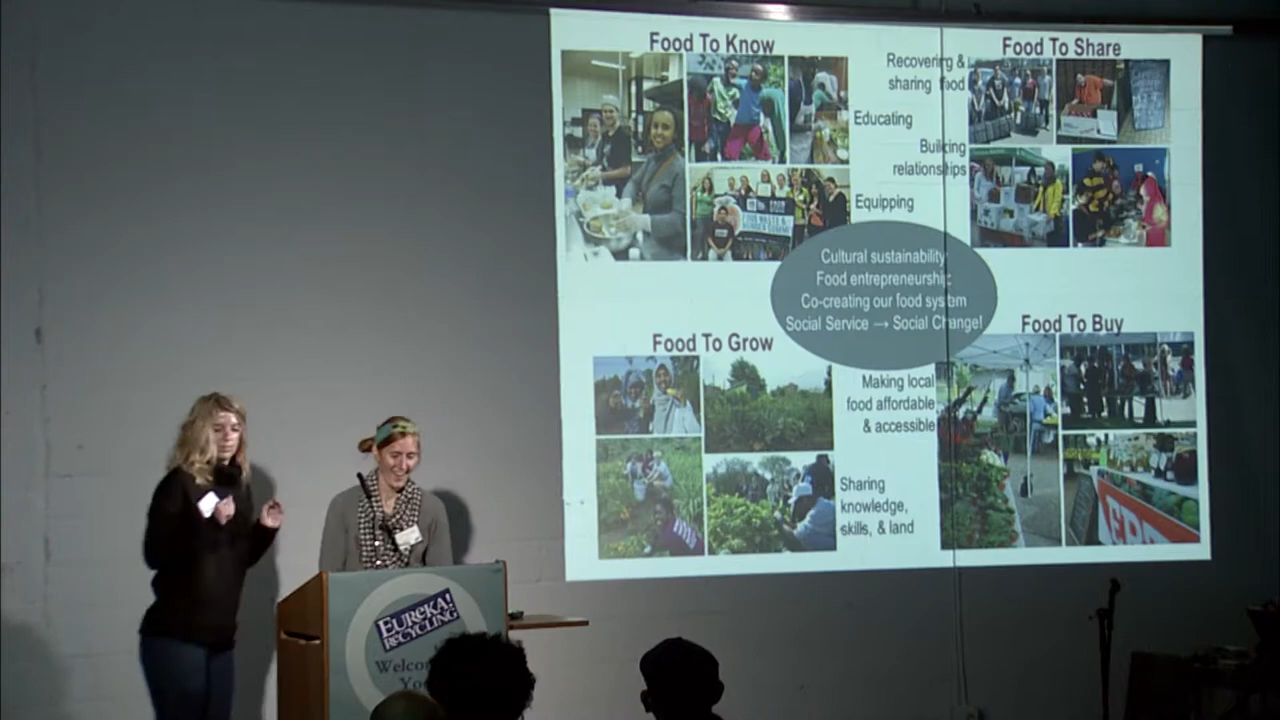 Food To Know
Food To Share
Recovering &
sharing food
Educating
Building
relationships
Equipping
Cultural sustainability
Food entrepreneurship
Co-creating our food system
Social Service → Social Change!
Food To Grow
Food To Buy
Making local
food affordable
& accessible
Sharing
knowledge,
skills, & land
EUREKA!
RECYCLING